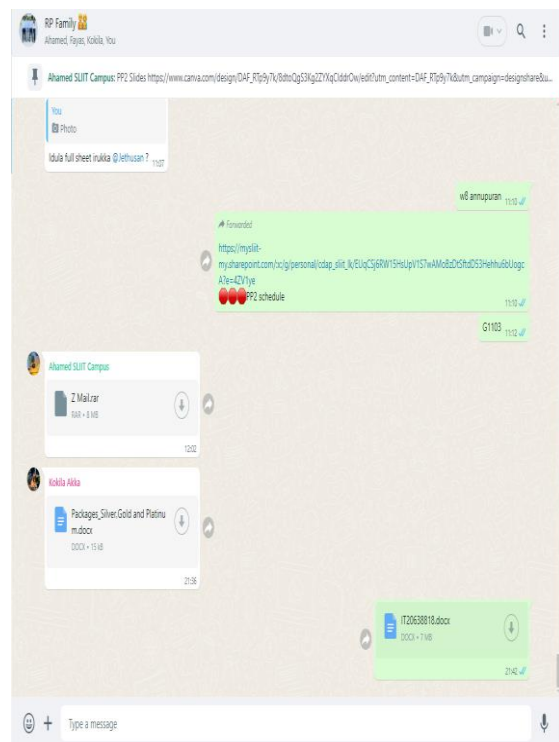 RP Family
Ahamed, Fayas, Kokila, You
Ahamed SLIIT Campus: PP2 Slides https://www.canva.com/design/DAF_RTp9y7k/8dtoQgS3Kg2ZYXqClddrOw/edit?utm_content=DAF_RTp9y7k&utm_campaign=designshare&u...
You
Photo
Idula full sheet irukka @Jethusan ? 11:07
w8 annupuran 11:10
Forwarded
https://mysliit-
my.sharepoint.com/:x:/g/personal/cdap_sliit_lk/EUqCSj6RW15HsUpV1S7wAMo8zDtSftdD53Hehhu6bUogc
A?e=4ZV1ye
PP2 schedule 11:10
G1103 11:12
Ahamed SLIIT Campus
Z Mail.rar
RAR • 8 MB
12:02
Kokila Akka
Packages_Silver.Gold and Platinu
m.docx
DOCX • 15 kB
21:36
IT20638818.docx
DOCX • 7 MB
21:42
Type a message